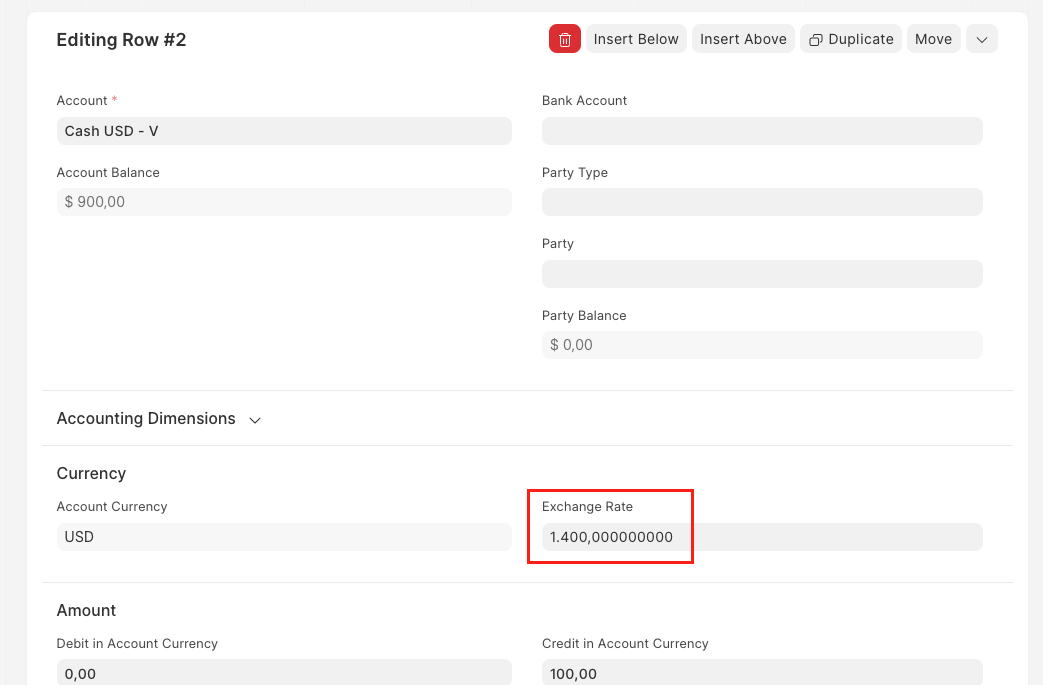 Editing Row #2
Insert Below
Insert Above
Duplicate
Move
Account *
Cash USD - V
Account Balance
$ 900,00
Bank Account
Party Type
Party
Party Balance
$ 0,00
Accounting Dimensions
Currency
Account Currency
USD
Exchange Rate
1.400,000000000
Amount
Debit in Account Currency
0,00
Credit in Account Currency
100,00